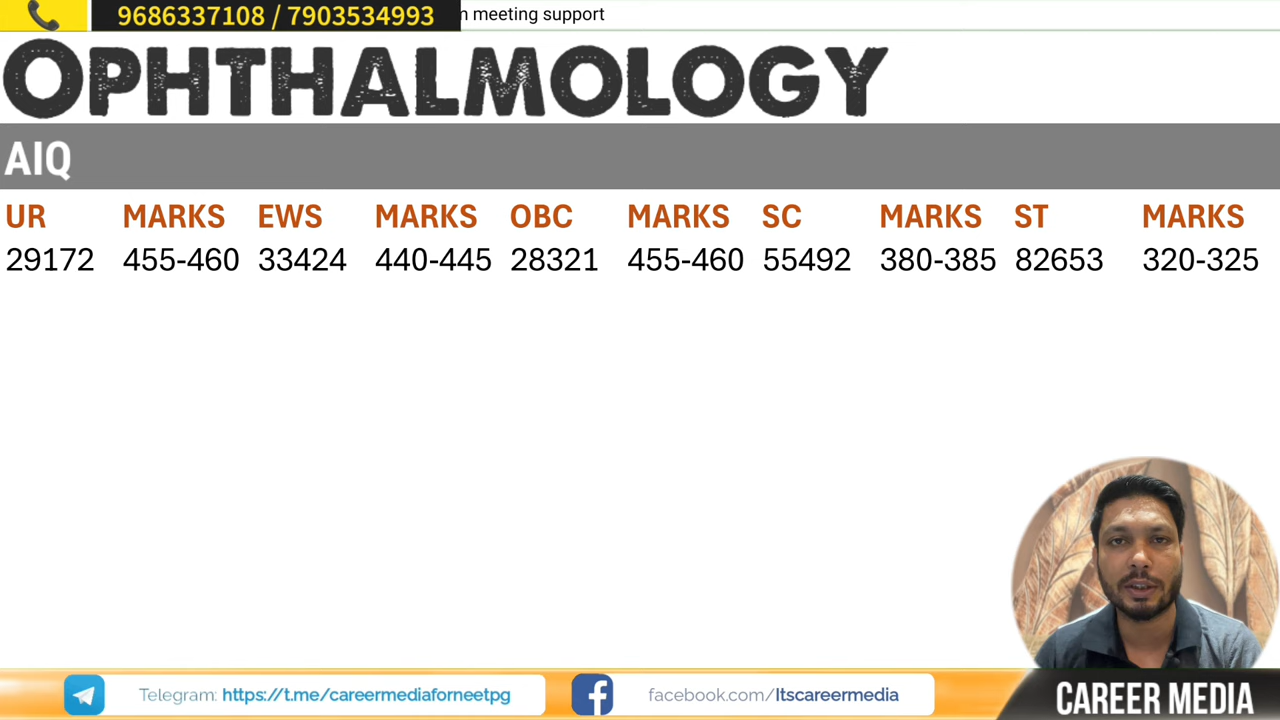 9686337108 / 7903534993 meeting support
OPHTHALMOLOGY
AIQ
UR MARKS EWS MARKS OBC MARKS SC MARKS ST MARKS
29172 455-460 33424 440-445 28321 455-460 55492 380-385 82653 320-325
Telegram: https://t.me/careermediaforneetpg facebook.com/Itscareermedia CAREER MEDIA